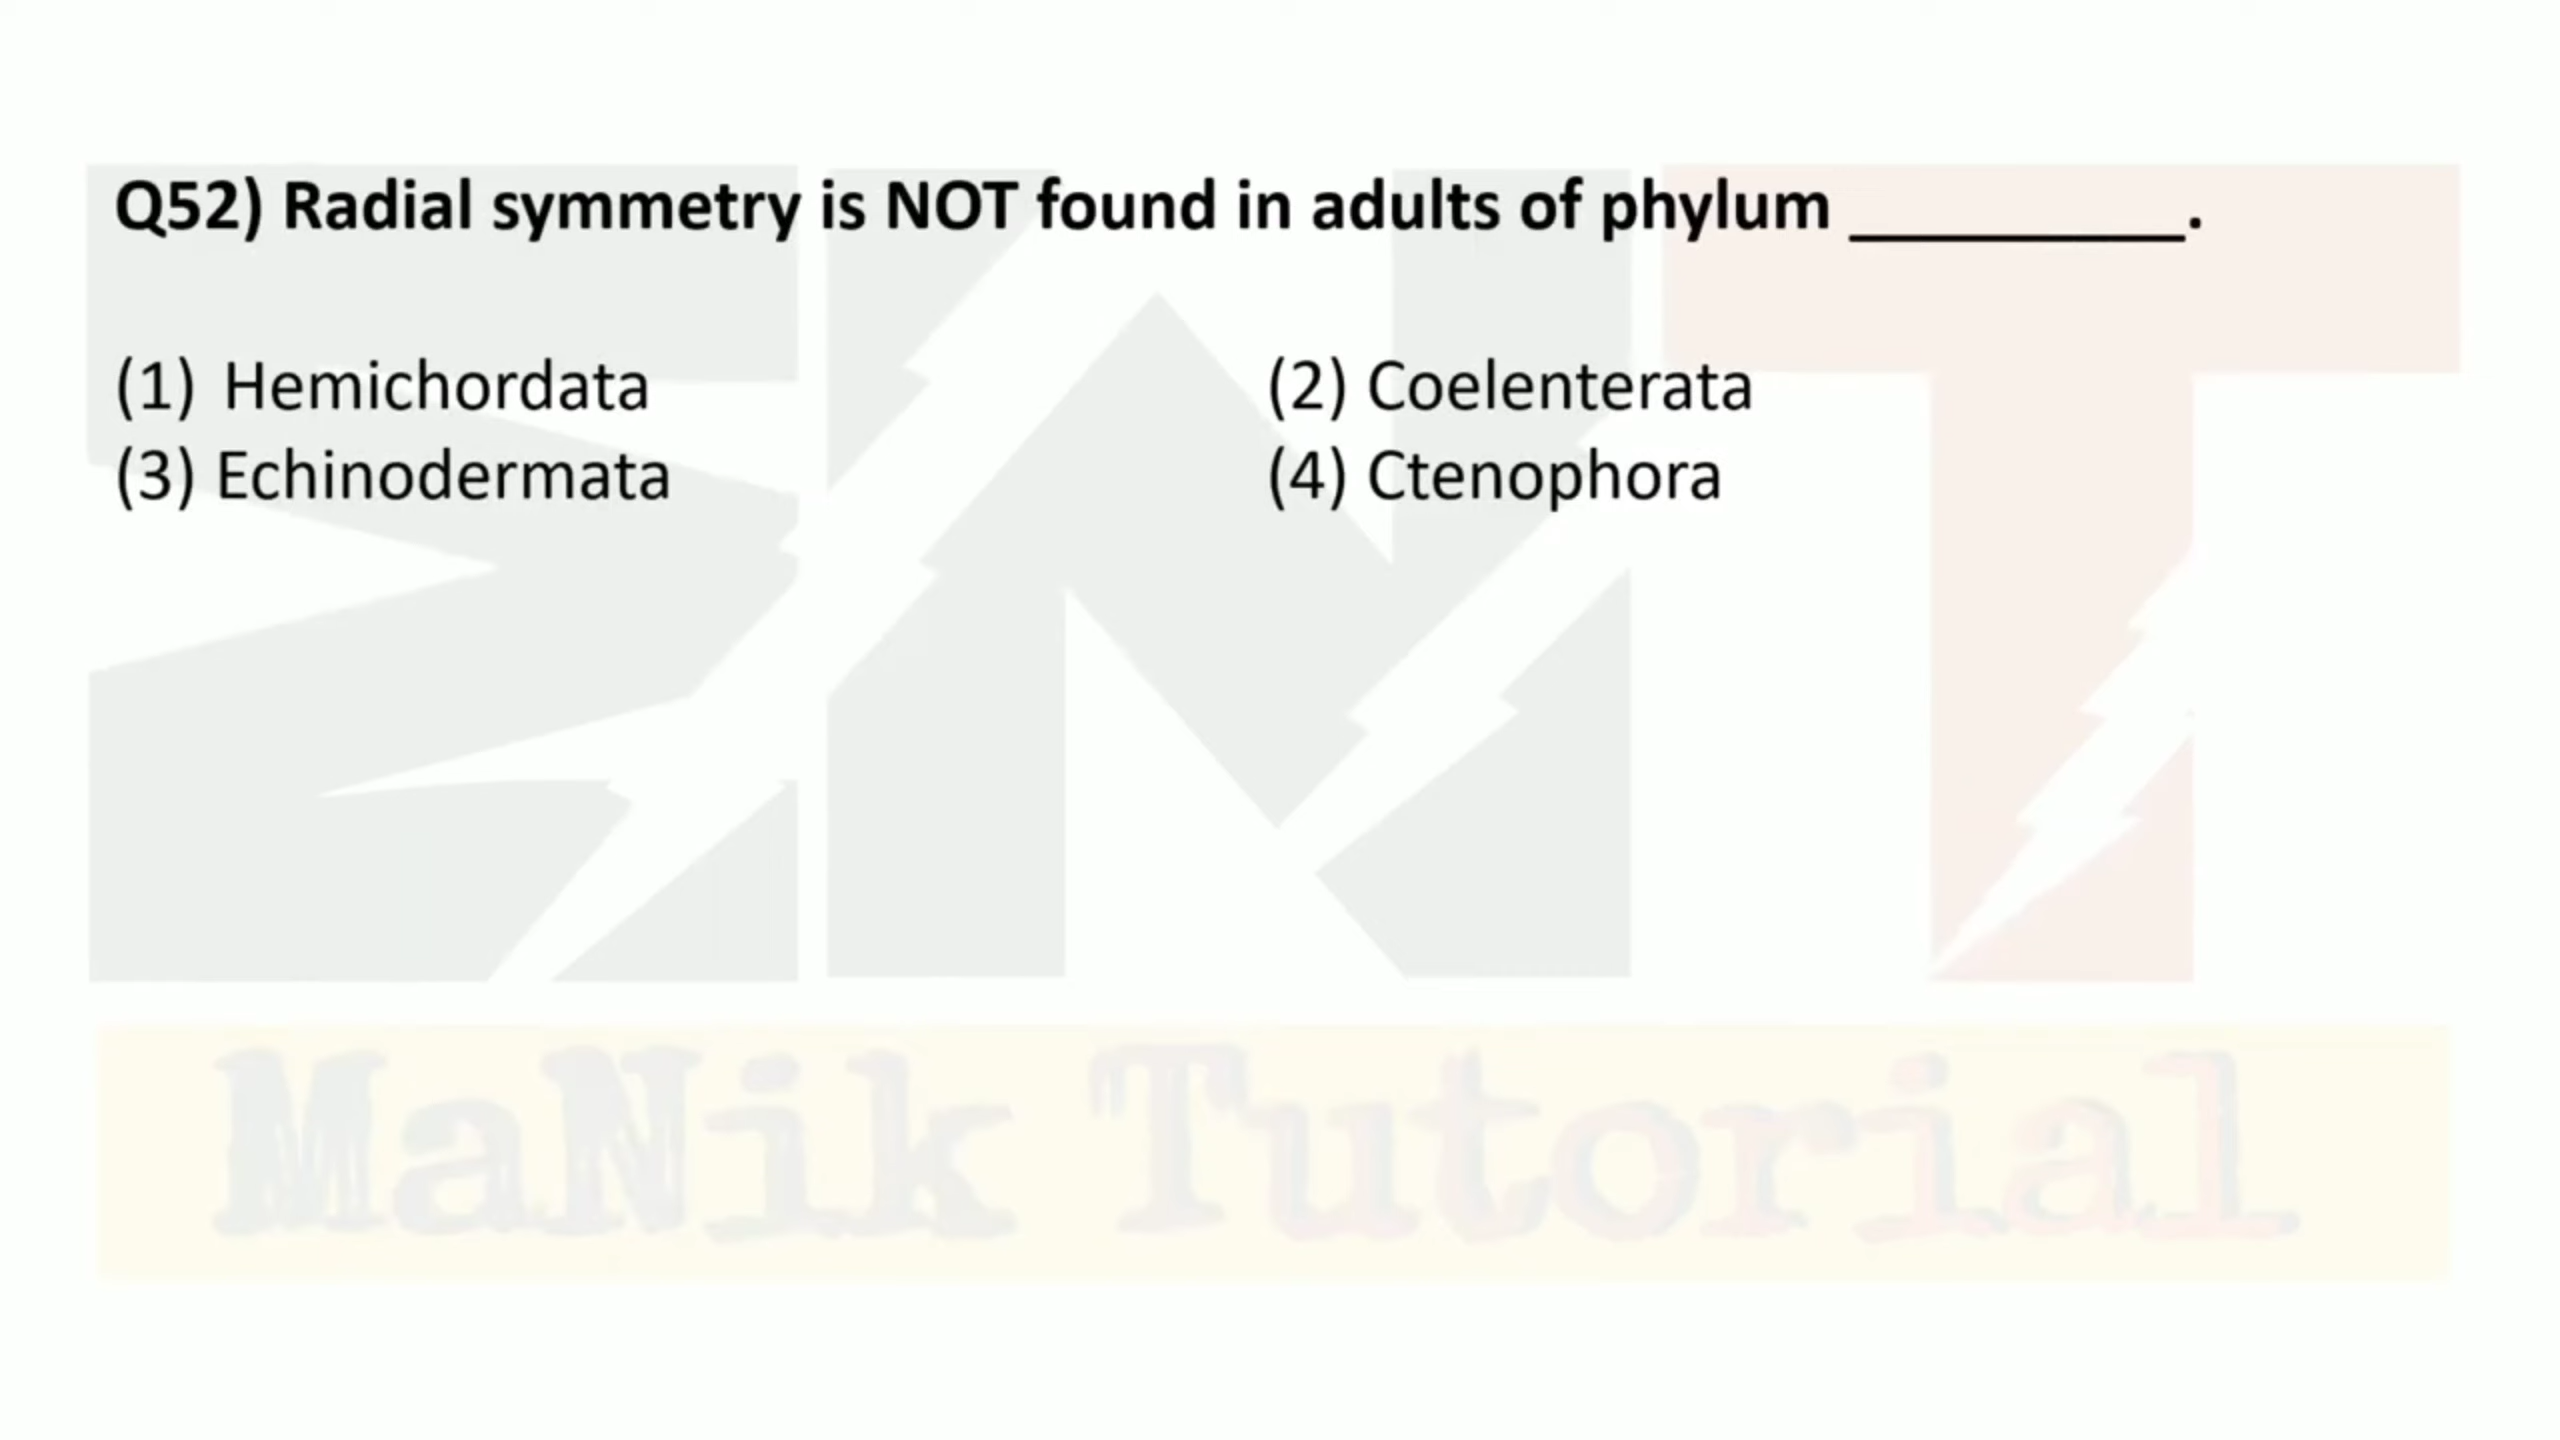 Q52) Radial symmetry is NOT found in adults of phylum __________.
(1) Hemichordata (2) Coelenterata
(3) Echinodermata (4) Ctenophora
MT
MaNik Tutorial